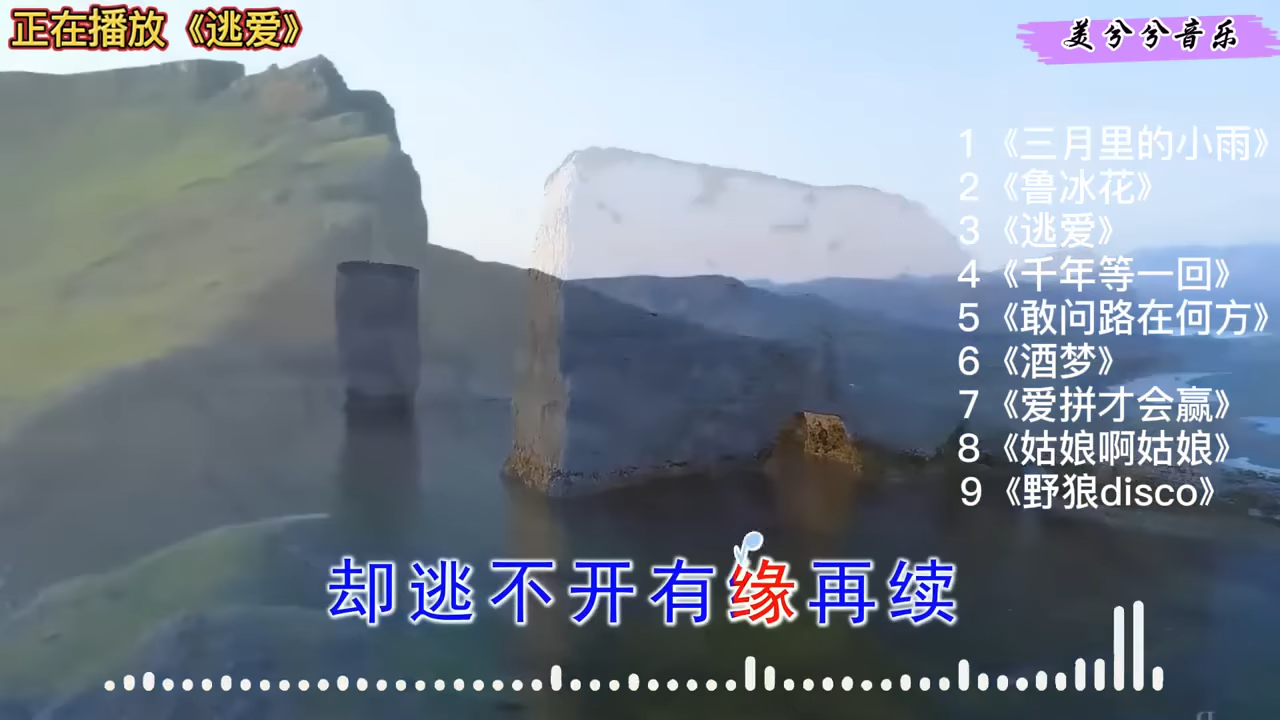 正在播放《逃爱》
美兮兮音乐
1《三月里的小雨》
2《鲁冰花》
3《逃爱》
4《千年等一回》
5《敢问路在何方》
6《酒梦》
7《爱拼才会赢》
8《姑娘啊姑娘》
9《野狼disco》
却逃不开有缘再续